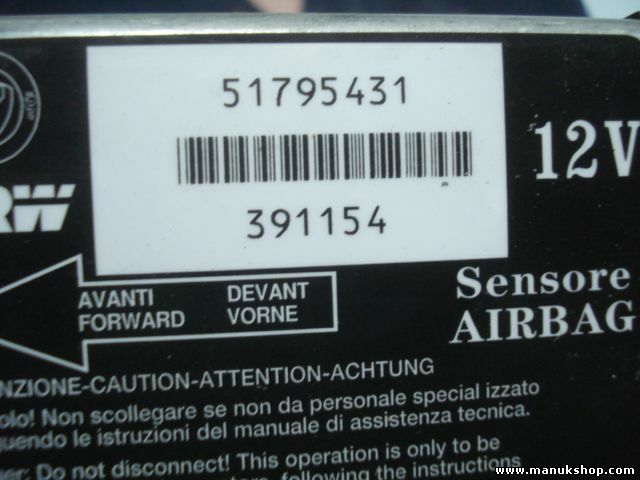 51795431
12V
RW
391154
Sensore
AIRBAG
AVANTI DEVANT
FORWARD VORNE
NZIONE-CAUTION-ATTENTION-ACHTUNG
olo! Non scollegare se non da personale special izzato
guendo le istruzioni del manuale di assistenza tecnica.
er: Do not disconnect! This operation is only to be
following the instructions
www.manukshop.com